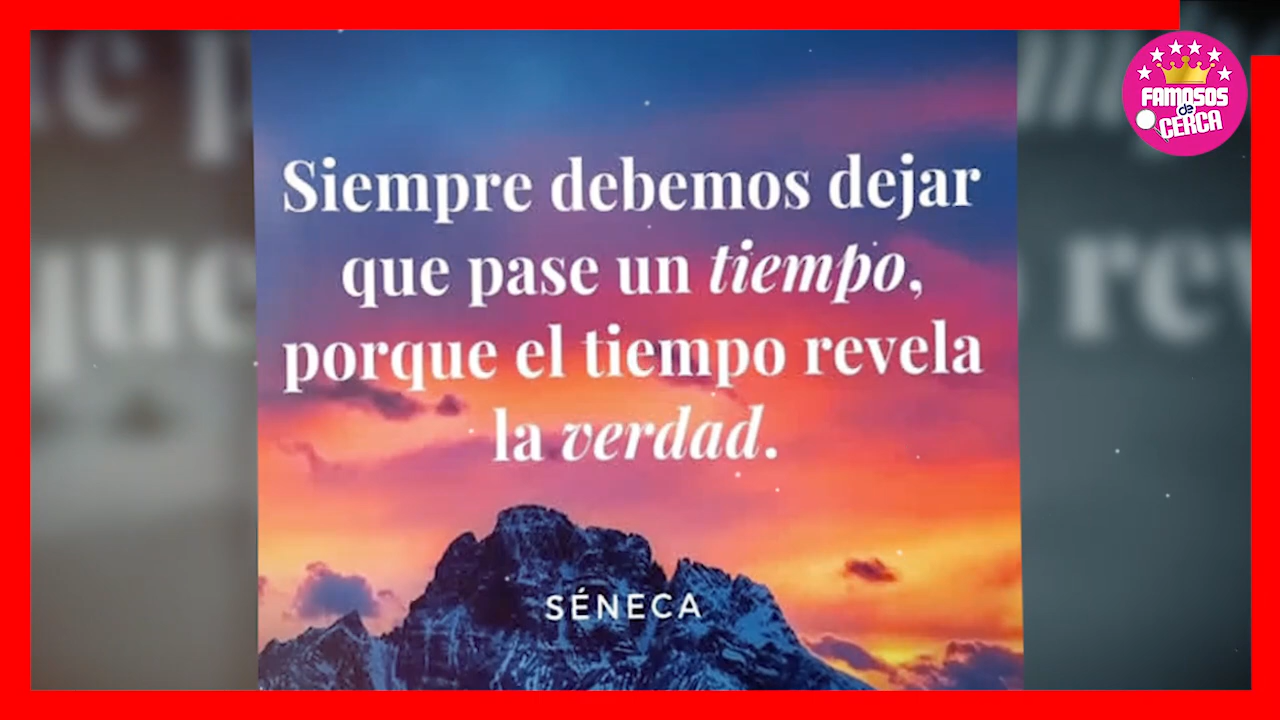 FAMOSOS
de
CERCA
Siempre debemos dejar
que pase un tiempo,
porque el tiempo revela
la verdad.
SÉNECA